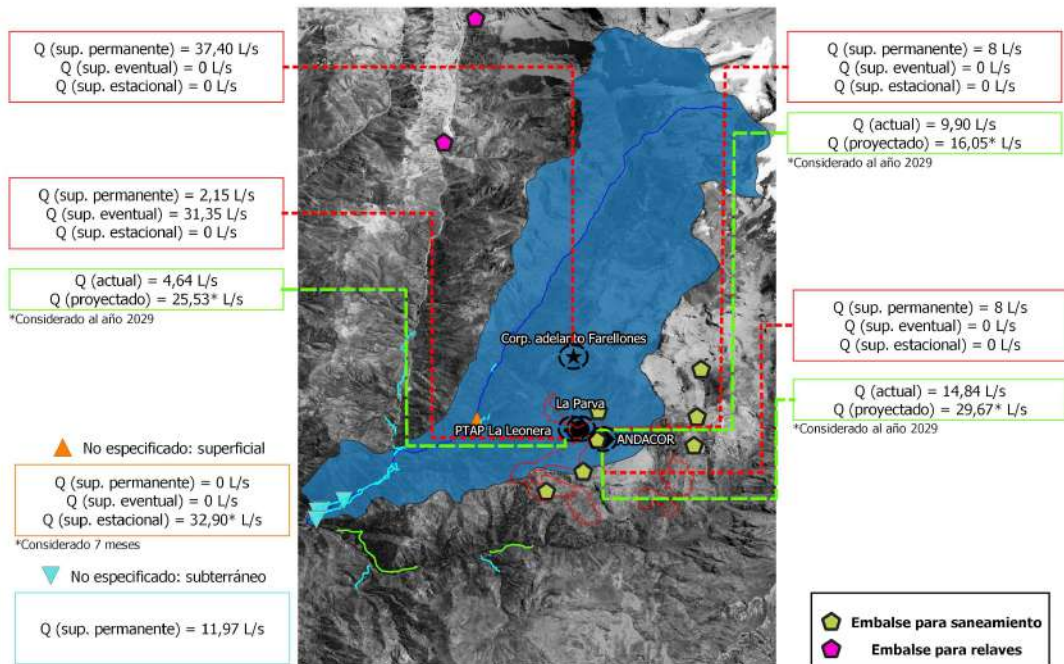 Q (sup. permanente) = 37,40 L/s
Q (sup. eventual) = 0 L/s
Q (sup. estacional) = 0 L/s
Q (sup. permanente) = 2,15 L/s
Q (sup. eventual) = 31,35 L/s
Q (sup. estacional) = 0 L/s
Q (actual) = 4,64 L/s
Q (proyectado) = 25,53* L/s
*Considerado al año 2029
No especificado: superficial
Q (sup. permanente) = 0 L/s
Q (sup. eventual) = 0 L/s
Q (sup. estacional) = 32,90* L/s
*Considerado 7 meses
No especificado: subterráneo
Q (sup. permanente) = 11,97 L/s
Corp. adelanto Farellones
La Parva
PTAP La Leonera
ANDACOR
Q (sup. permanente) = 8 L/s
Q (sup. eventual) = 0 L/s
Q (sup. estacional) = 0 L/s
Q (actual) = 9,90 L/s
Q (proyectado) = 16,05* L/s
*Considerado al año 2029
Q (sup. permanente) = 8 L/s
Q (sup. eventual) = 0 L/s
Q (sup. estacional) = 0 L/s
Q (actual) = 14,84 L/s
Q (proyectado) = 29,67* L/s
*Considerado al año 2029
Embalse para saneamiento
Embalse para relaves